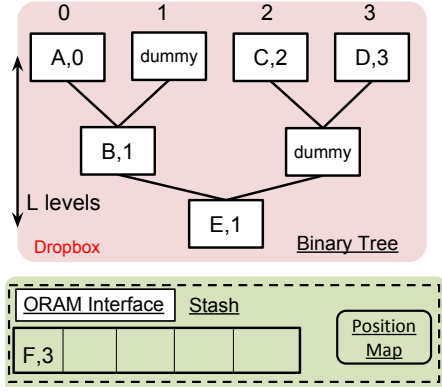 0 1 2 3
A,0 dummy C,2 D,3
B,1 dummy
L levels
E,1
Dropbox Binary Tree
ORAM Interface Stash
Position
Map
F,3